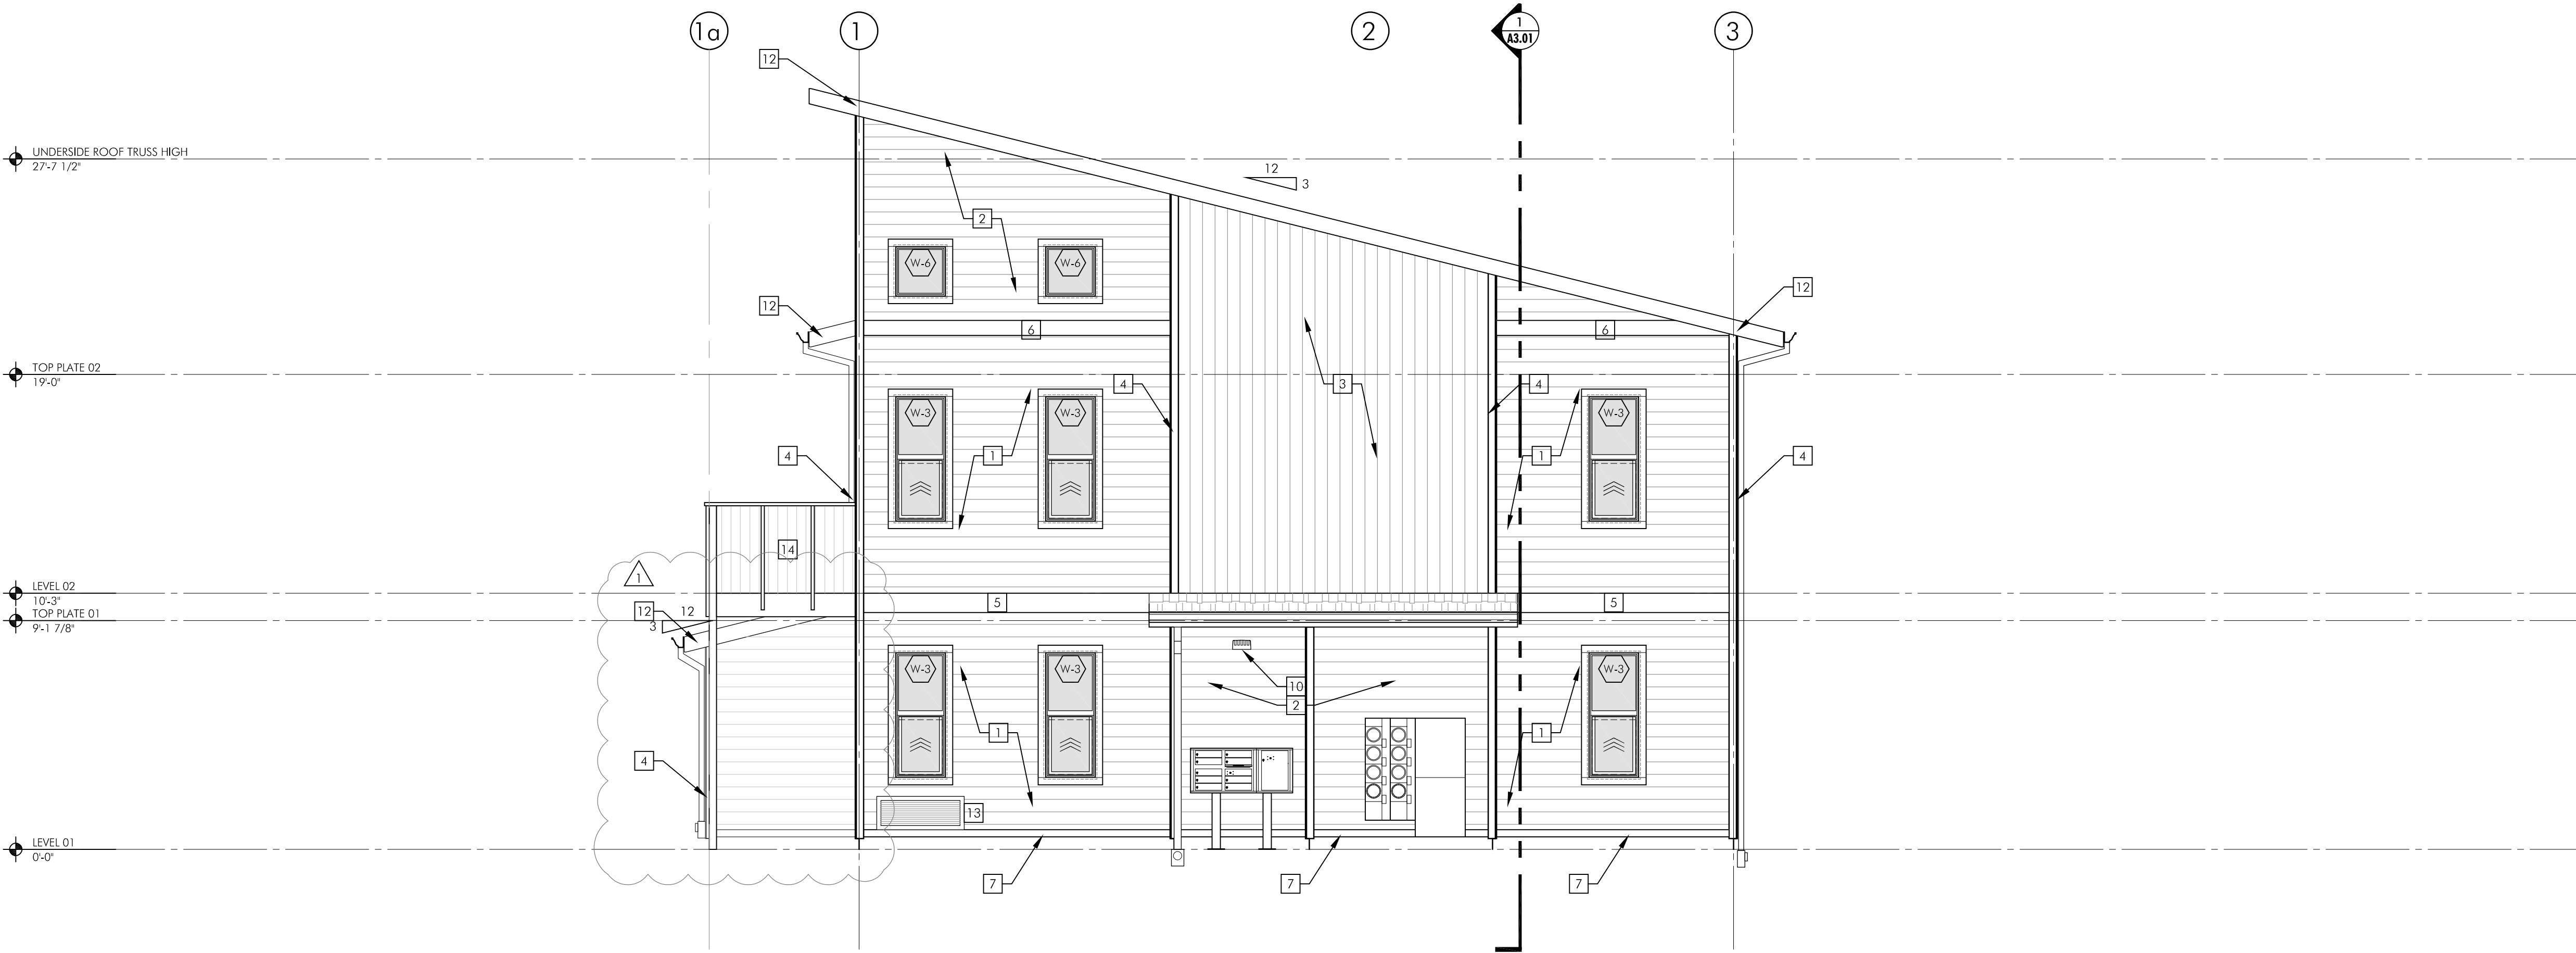 1a
1
2
1
A3.01
3
12
UNDERSIDE ROOF TRUSS HIGH
27'-7 1/2"
12
3
2
W-6
W-6
12
12
6
6
TOP PLATE 02
19'-0"
4
3
4
W-3
W-3
W-3
4
1
1
4
14
1
LEVEL 02
10'-3"
5
5
12
12
TOP PLATE 01
9'-1 7/8"
3
W-3
W-3
W-3
10
2
1
1
4
13
LEVEL 01
0'-0"
7
7
7